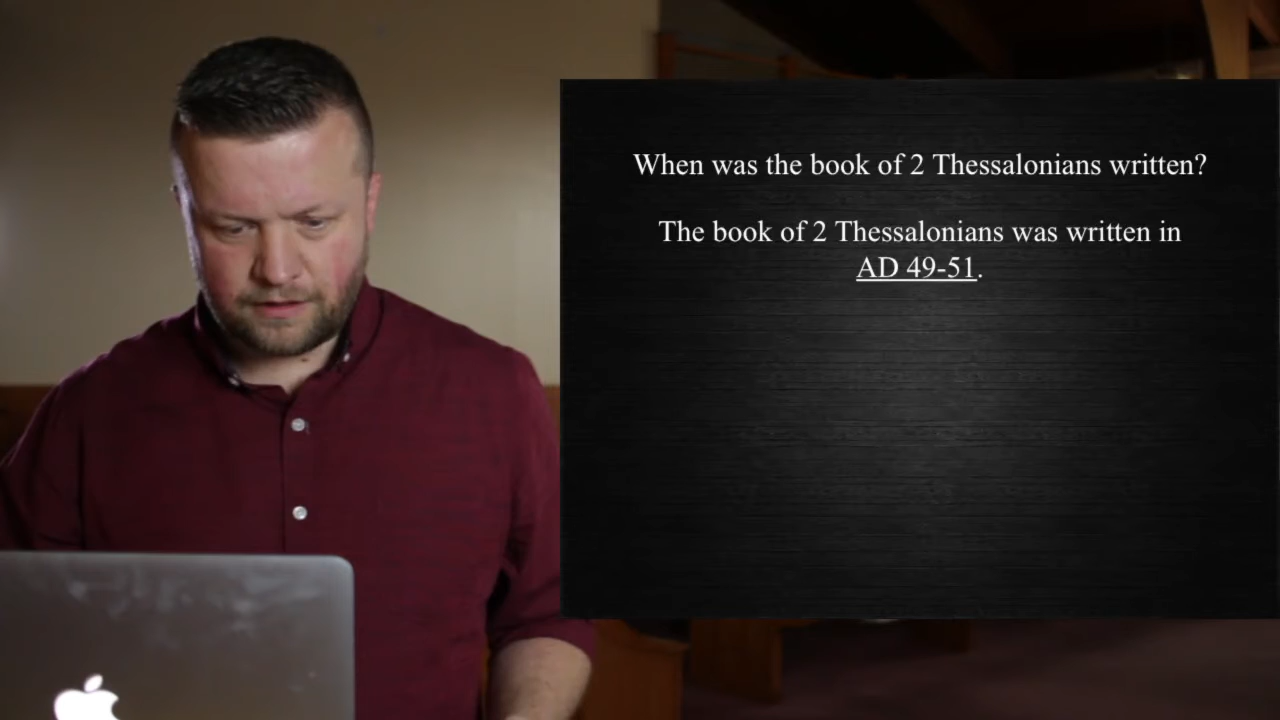 When was the book of 2 Thessalonians written?
The book of 2 Thessalonians was written in
AD 49-51.